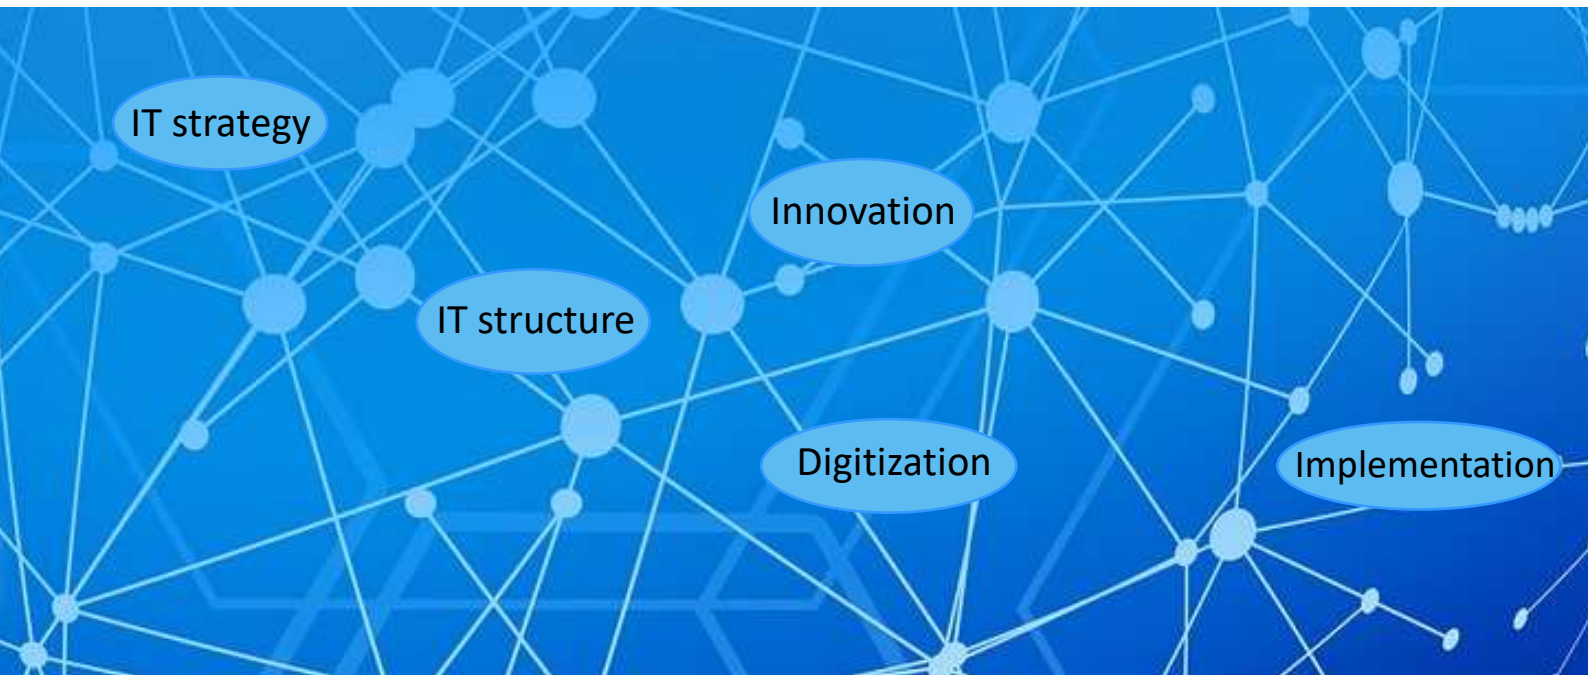 IT strategy
Innovation
IT structure
Digitization
Implementation